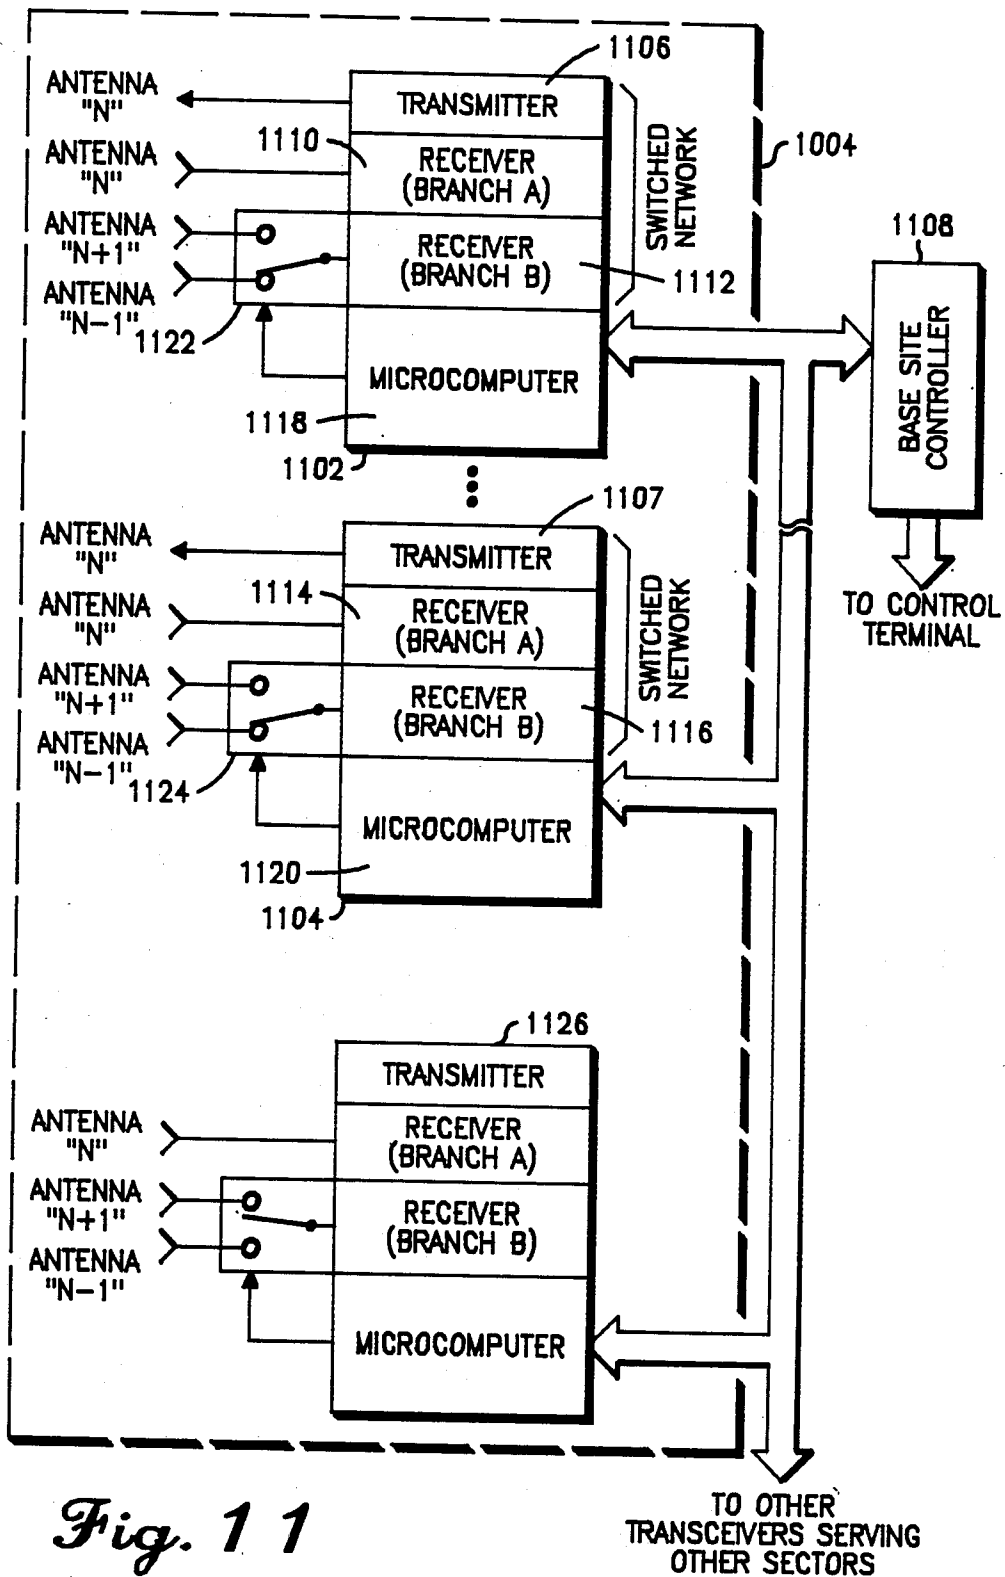 1106
ANTENNA
"N"
TRANSMITTER
SWITCHED
NETWORK
1004
ANTENNA
"N"
1110
RECEIVER
(BRANCH A)
1108
ANTENNA
"N+1"
RECEIVER
(BRANCH B)
1112
ANTENNA
"N-1"
1122
BASE SITE
CONTROLLER
MICROCOMPUTER
1118
1102
1107
ANTENNA
"N"
TRANSMITTER
SWITCHED
NETWORK
TO CONTROL
TERMINAL
ANTENNA
"N"
1114
RECEIVER
(BRANCH A)
ANTENNA
"N+1"
RECEIVER
(BRANCH B)
1116
ANTENNA
"N-1"
1124
MICROCOMPUTER
1120
1104
1126
TRANSMITTER
ANTENNA
"N"
RECEIVER
(BRANCH A)
ANTENNA
"N+1"
RECEIVER
(BRANCH B)
ANTENNA
"N-1"
MICROCOMPUTER
Fig. 11
TO OTHER
TRANSCEIVERS SERVING
OTHER SECTORS